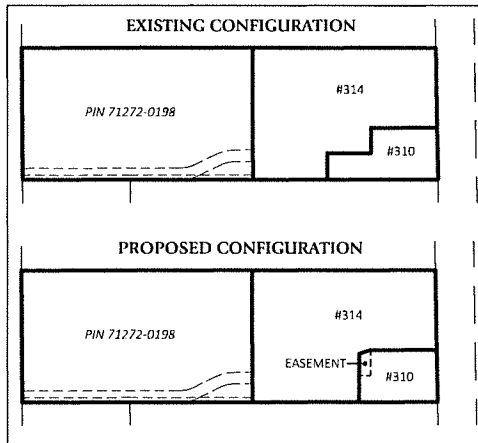 EXISTING CONFIGURATION
PIN 71272-0198
#314
#310
PROPOSED CONFIGURATION
PIN 71272-0198
#314
EASEMENT
#310